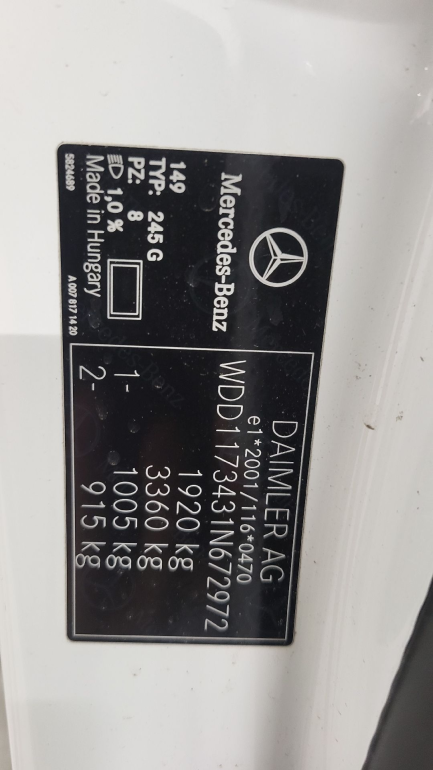 Mercedes-Benz
149
TYP: 245 G
PZ: 8
1,0 %
Made in Hungary
5824689
A 007 817 14 20
DAIMLER AG
e1*2001/116*0470
WDD1173431N672972
1920 kg
3360 kg
1- 1005 kg
2- 915 kg